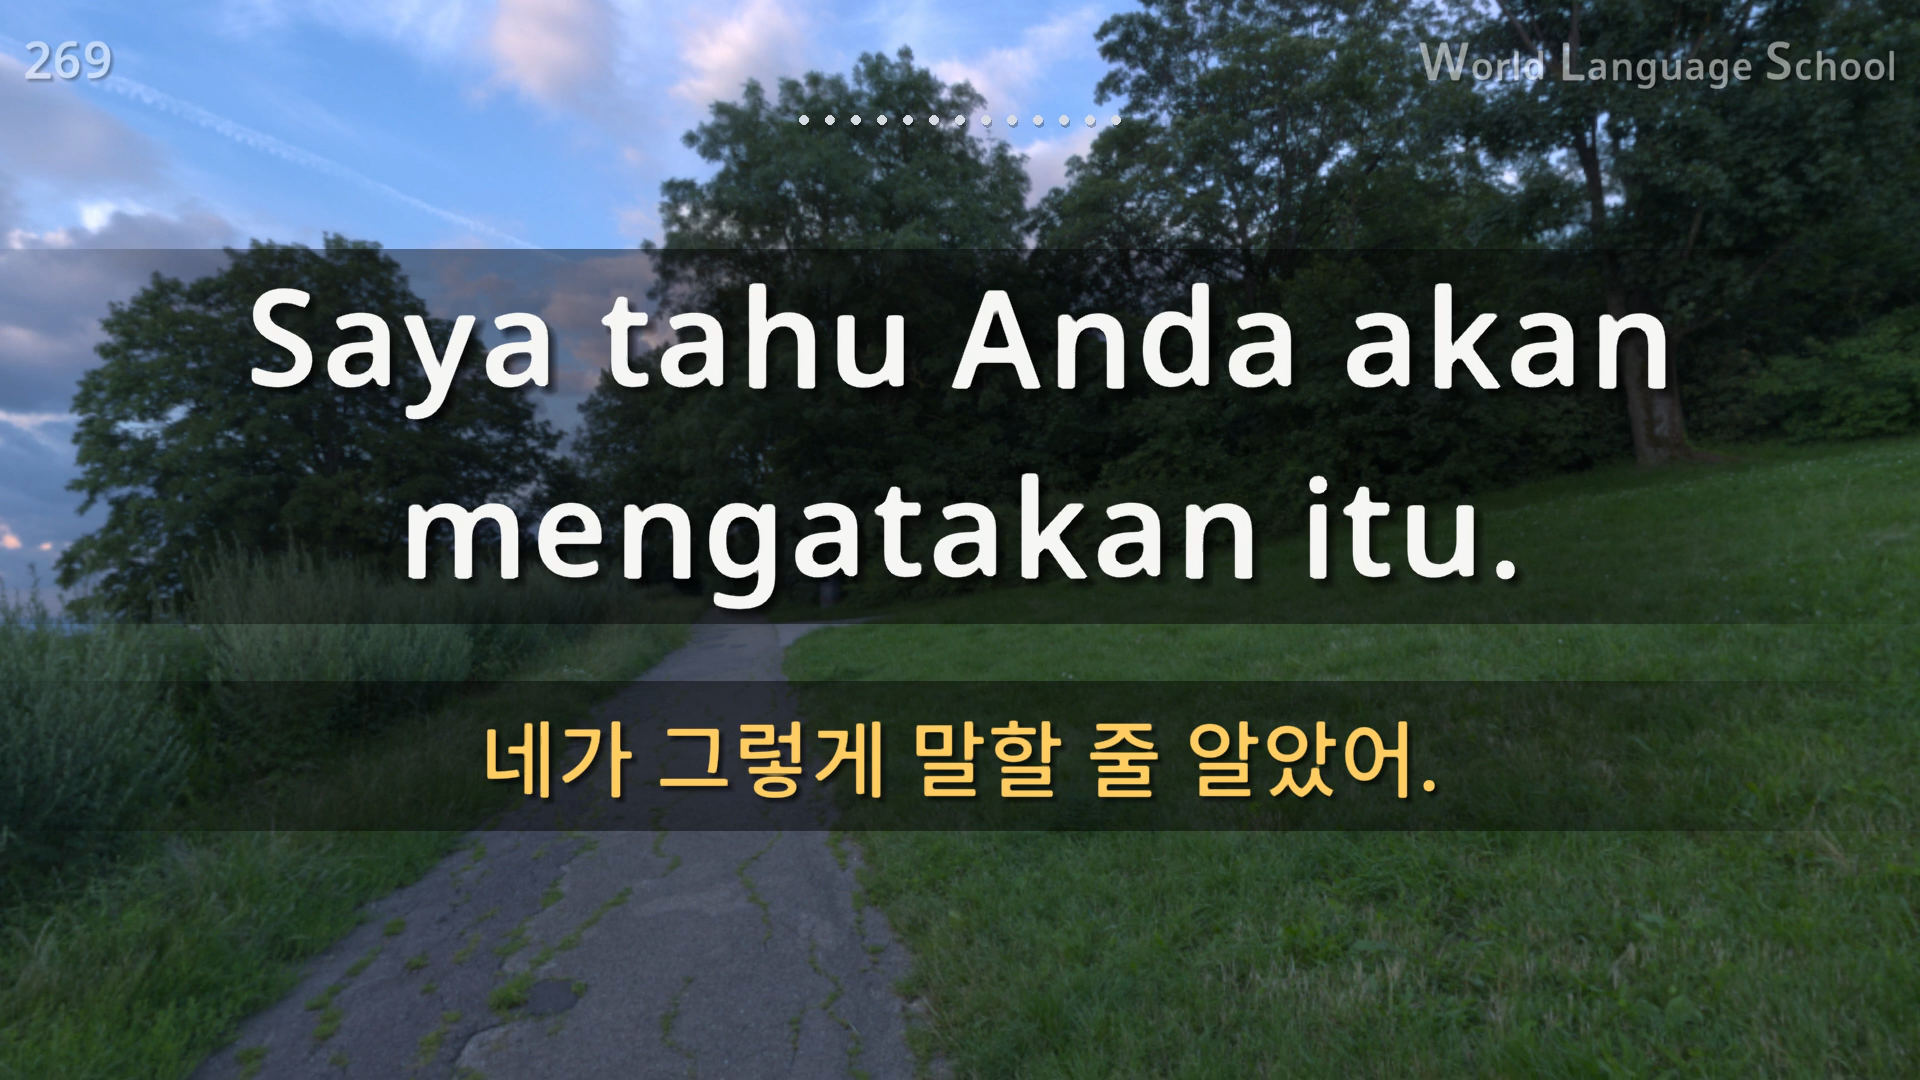 269
World Language School
Saya tahu Anda akan
mengatakan itu.
네가 그렇게 말할 줄 알았어.